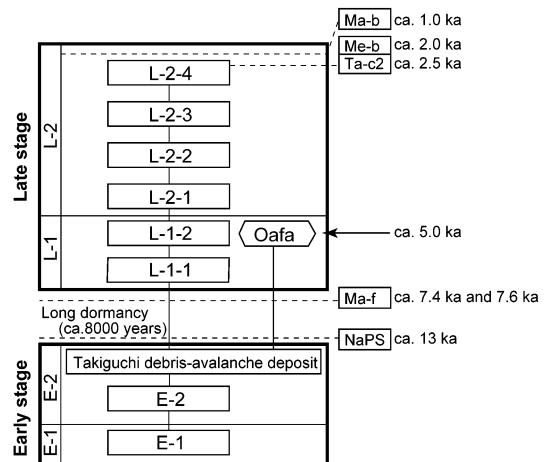 Ma-b ca. 1.0 ka
Me-b ca. 2.0 ka
Ta-c2 ca. 2.5 ka
Late stage
L-2
L-2-4
L-2-3
L-2-2
L-2-1
L-1
L-1-2
Oafa
ca. 5.0 ka
L-1-1
Ma-f ca. 7.4 ka and 7.6 ka
Long dormancy
(ca.8000 years)
NaPS ca. 13 ka
Early stage
E-2
Takiguchi debris-avalanche deposit
E-2
E-1
E-1